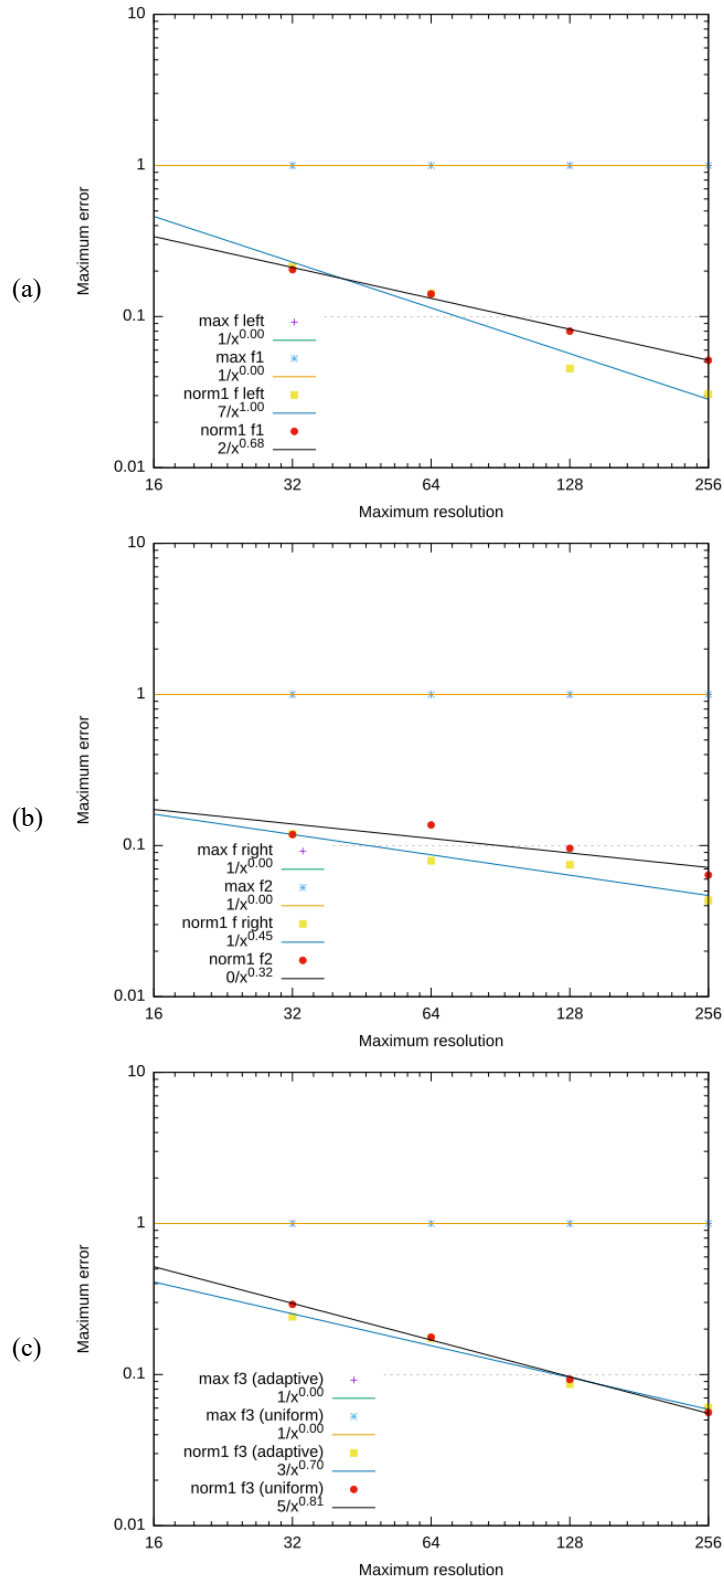 (a)
Maximum error
10
1
0.1
0.01
max f left
1/x^0.00
max f1
1/x^0.00
norm1 f left
7/x^1.00
norm1 f1
2/x^0.68
16 32 64 128 256
Maximum resolution
(b)
Maximum error
10
1
0.1
0.01
max f right
1/x^0.00
max f2
1/x^0.00
norm1 f right
1/x^0.45
norm1 f2
0/x^0.32
16 32 64 128 256
Maximum resolution
(c)
Maximum error
10
1
0.1
0.01
max f3 (adaptive)
1/x^0.00
max f3 (uniform)
1/x^0.00
norm1 f3 (adaptive)
3/x^0.70
norm1 f3 (uniform)
5/x^0.81
16 32 64 128 256
Maximum resolution